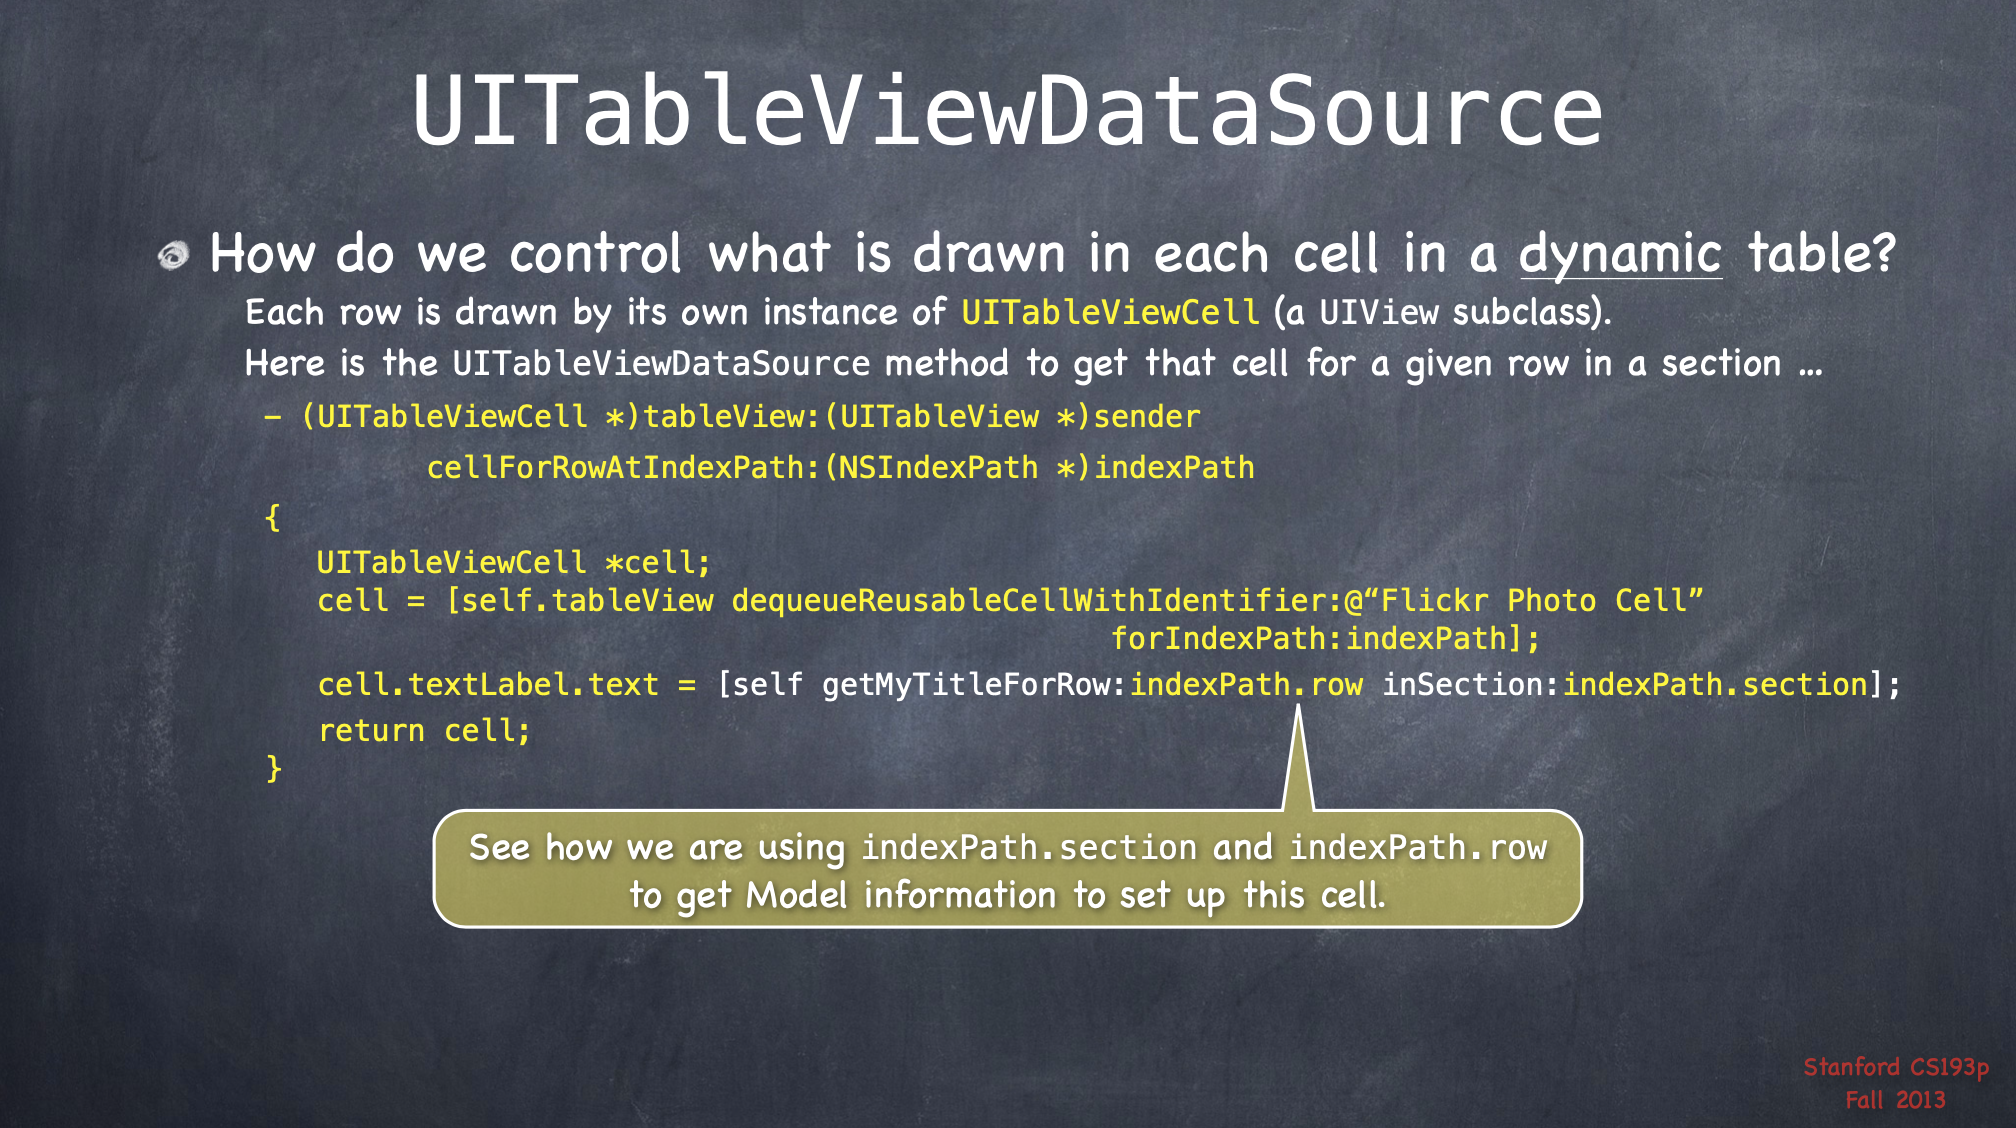 UITableViewDataSource
How do we control what is drawn in each cell in a dynamic table?
Each row is drawn by its own instance of UITableViewCell (a UIView subclass).
Here is the UITableViewDataSource method to get that cell for a given row in a section ...
- (UITableViewCell *)tableView:(UITableView *)sender
cellForRowAtIndexPath:(NSIndexPath *)indexPath
{
UITableViewCell *cell;
cell = [self.tableView dequeueReusableCellWithIdentifier:@“Flickr Photo Cell”
forIndexPath:indexPath];
cell.textLabel.text = [self getMyTitleForRow:indexPath.row inSection:indexPath.section];
return cell;
}
See how we are using indexPath.section and indexPath.row
to get Model information to set up this cell.
Stanford CS193p
Fall 2013